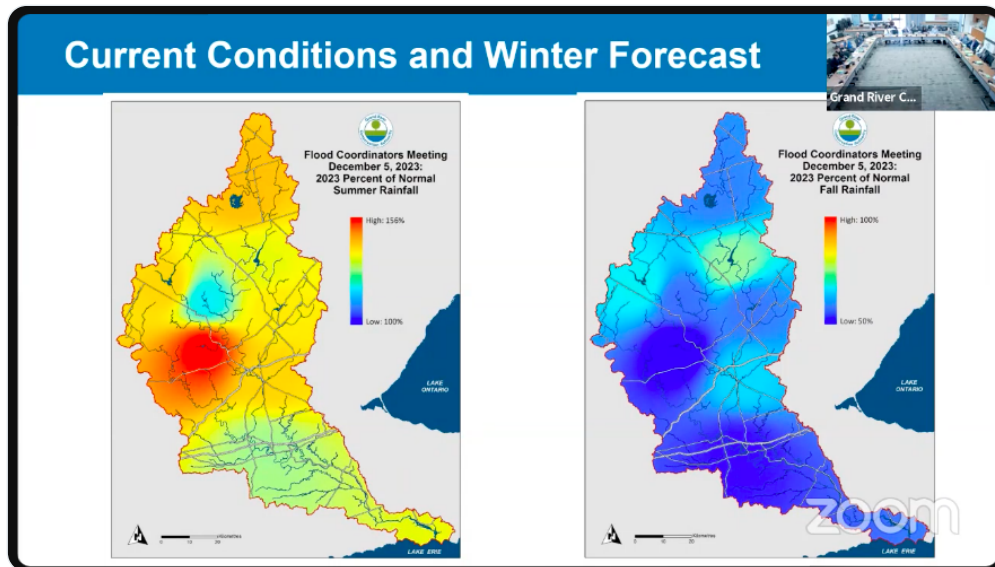 Current Conditions and Winter Forecast
Grand River C...
Flood Coordinators Meeting
December 5, 2023:
2023 Percent of Normal
Summer Rainfall
High: 156%
Low: 100%
LAKE
ONTARIO
LAKE ERIE
Flood Coordinators Meeting
December 5, 2023:
2023 Percent of Normal
Fall Rainfall
High: 100%
Low: 50%
LAKE
ONTARIO
LAKE ERIE
zoom